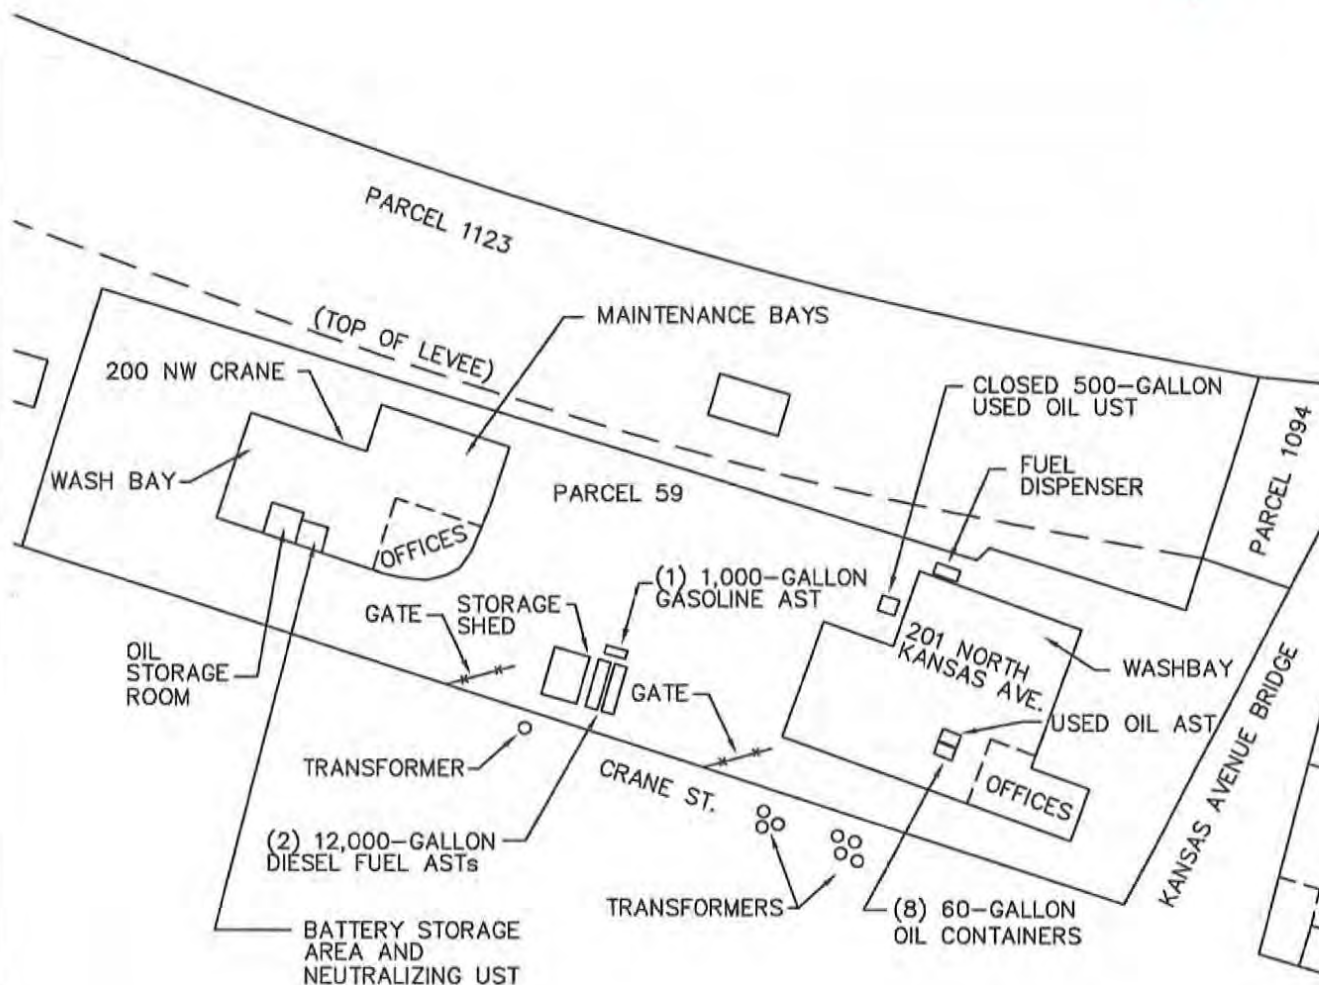 PARCEL 1123
(TOP OF LEVEE)
MAINTENANCE BAYS
200 NW CRANE
CLOSED 500-GALLON
USED OIL UST
PARCEL 1094
WASH BAY
FUEL
DISPENSER
PARCEL 59
OFFICES
(1) 1,000-GALLON
GASOLINE AST
GATE
STORAGE
SHED
201 NORTH
KANSAS AVE.
WASHBAY
OIL
STORAGE
ROOM
GATE
USED OIL AST
KANSAS AVENUE BRIDGE
TRANSFORMER
CRANE ST.
OFFICES
(2) 12,000-GALLON
DIESEL FUEL ASTs
TRANSFORMERS
(8) 60-GALLON
OIL CONTAINERS
BATTERY STORAGE
AREA AND
NEUTRALIZING UST